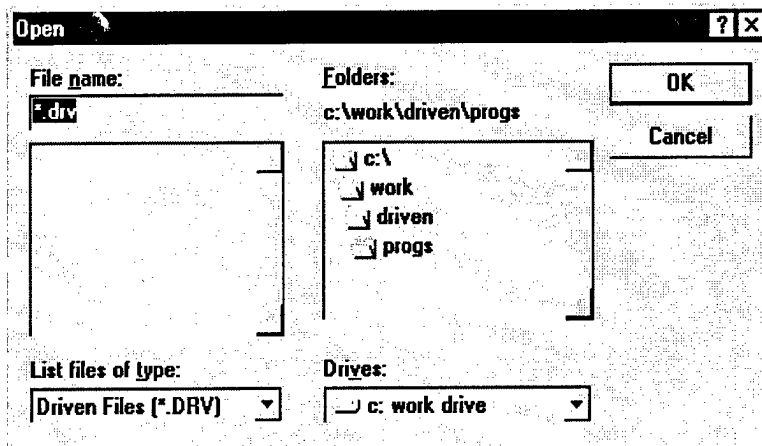 Open ? ×
File name:
*.drv
Folders:
c:\work\driven\progs
c:\
work
driven
progs
OK
Cancel
List files of type:
Driven Files (*.DRV)
Drives:
c: work drive